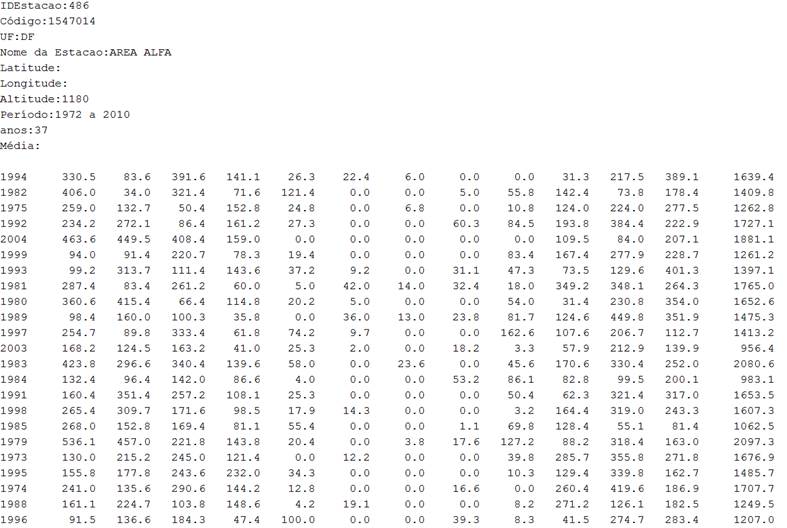 IDEstacao:486
Código:1547014
UF:DF
Nome da Estacao:AREA ALFA
Latitude:
Longitude:
Altitude:1180
Período:1972 a 2010
anos:37
Média:
1994 330.5 83.6 391.6 141.1 26.3 22.4 6.0 0.0 0.0 31.3 217.5 389.1 1639.4
1982 406.0 34.0 321.4 71.6 121.4 0.0 0.0 5.0 55.8 142.4 73.8 178.4 1409.8
1975 259.0 132.7 50.4 152.8 24.8 0.0 6.8 0.0 10.8 124.0 224.0 277.5 1262.8
1992 234.2 272.1 86.4 161.2 27.3 0.0 0.0 60.3 84.5 193.8 384.4 222.9 1727.1
2004 463.6 449.5 408.4 159.0 0.0 0.0 0.0 0.0 0.0 109.5 84.0 207.1 1881.1
1999 94.0 91.4 220.7 78.3 19.4 0.0 0.0 0.0 83.4 167.4 277.9 228.7 1261.2
1993 99.2 313.7 111.4 143.6 37.2 9.2 0.0 31.1 47.3 73.5 129.6 401.3 1397.1
1981 287.4 83.4 261.2 60.0 5.0 42.0 14.0 32.4 18.0 349.2 348.1 264.3 1765.0
1980 360.6 415.4 66.4 114.8 20.2 5.0 0.0 0.0 54.0 31.4 230.8 354.0 1652.6
1989 98.4 160.0 100.3 35.8 0.0 36.0 13.0 23.8 81.7 124.6 449.8 351.9 1475.3
1997 254.7 89.8 333.4 61.8 74.2 9.7 0.0 0.0 162.6 107.6 206.7 112.7 1413.2
2003 168.2 124.5 163.2 41.0 25.3 2.0 0.0 18.2 3.3 57.9 212.9 139.9 956.4
1983 423.8 296.6 340.4 139.6 58.0 0.0 23.6 0.0 45.6 170.6 330.4 252.0 2080.6
1984 132.4 96.4 142.0 86.6 4.0 0.0 0.0 53.2 86.1 82.8 99.5 200.1 983.1
1991 160.4 351.4 257.2 108.1 25.3 0.0 0.0 0.0 50.4 62.3 321.4 317.0 1653.5
1998 265.4 309.7 171.6 98.5 17.9 14.3 0.0 0.0 3.2 164.4 319.0 243.3 1607.3
1985 268.0 152.8 169.4 81.1 55.4 0.0 0.0 1.1 69.8 128.4 55.1 81.4 1062.5
1979 536.1 457.0 221.8 143.8 20.4 0.0 3.8 17.6 127.2 88.2 318.4 163.0 2097.3
1973 130.0 215.2 245.0 121.4 0.0 12.2 0.0 0.0 39.8 285.7 355.8 271.8 1676.9
1995 155.8 177.8 243.6 232.0 34.3 0.0 0.0 0.0 10.3 129.4 339.8 162.7 1485.7
1974 241.0 135.6 290.6 144.2 12.8 0.0 0.0 16.6 0.0 260.4 419.6 186.9 1707.7
1988 161.1 224.7 103.8 148.6 4.2 19.1 0.0 0.0 8.2 271.2 126.1 182.5 1249.5
1996 91.5 136.6 184.3 47.4 100.0 0.0 0.0 39.3 8.3 41.5 274.7 283.4 1207.0